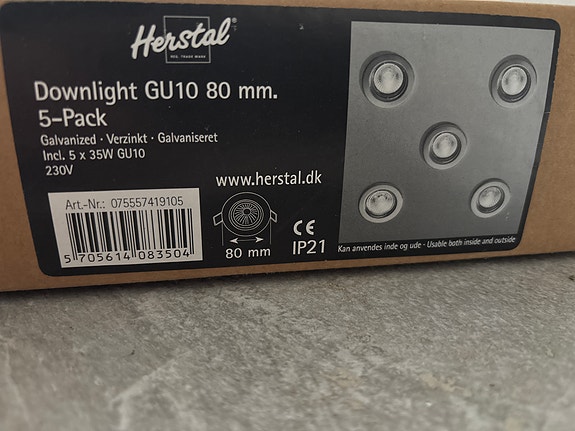 Herstal
REG. TRADE MARK
Downlight GU10 80 mm.
5-Pack
Galvanized · Verzinkt · Galvaniseret
Incl. 5 x 35W GU10
230V
www.herstal.dk
Art.-Nr.: 075557419105
5 705614 083504
80 mm
CE
IP21
Kan anvendes inde og ude - Usable both inside and outside